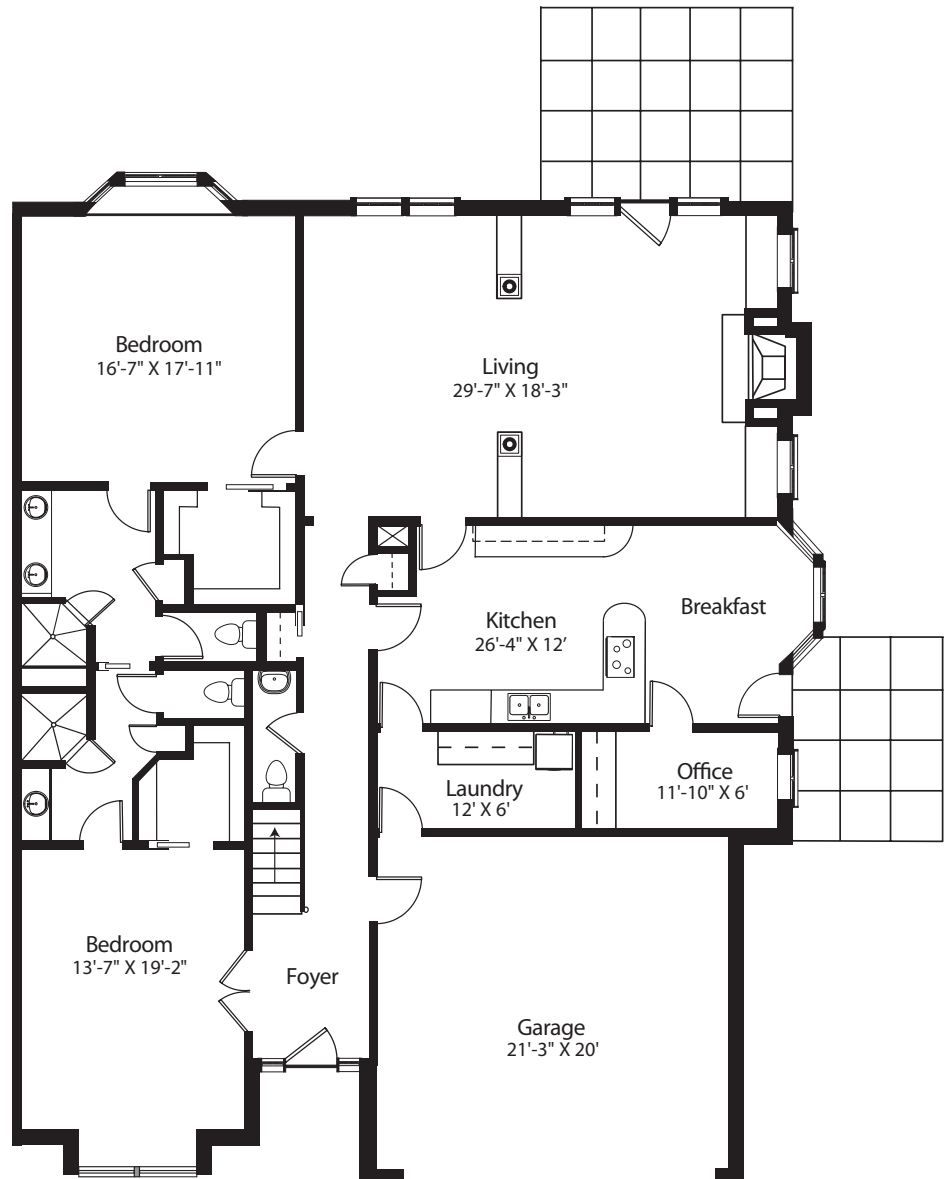 Bedroom
16'-7" X 17'-11"
Living
29'-7" X 18'-3"
Kitchen
26'-4" X 12’
Breakfast
Laundry
12' X 6'
Office
11'-10" X 6'
Bedroom
13'-7" X 19'-2"
Foyer
Garage
21'-3" X 20'